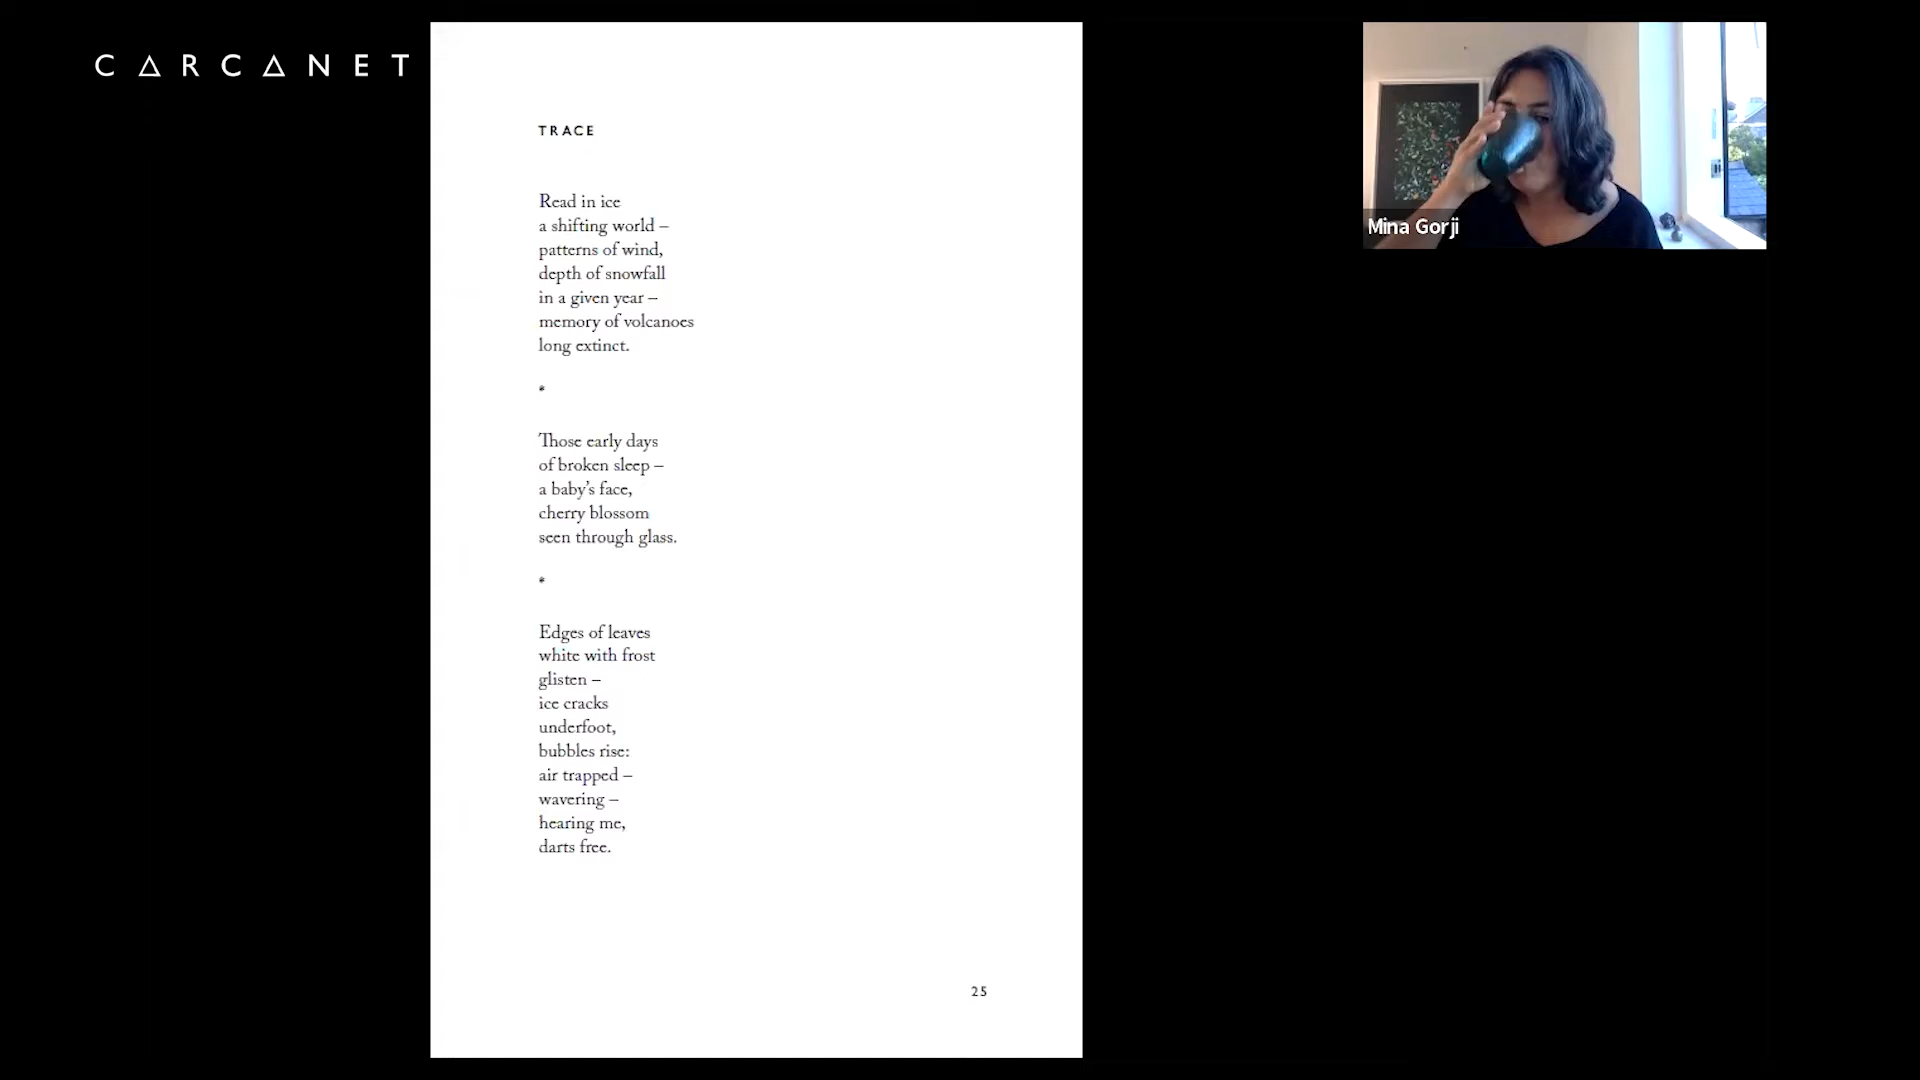 CARCANET
TRACE
Read in ice
a shifting world –
patterns of wind,
depth of snowfall
in a given year –
memory of volcanoes
long extinct.
*
Those early days
of broken sleep –
a baby’s face,
cherry blossom
seen through glass.
*
Edges of leaves
white with frost
glisten –
ice cracks
underfoot,
bubbles rise:
air trapped –
wavering –
hearing me,
darts free.
25
Mina Gorji